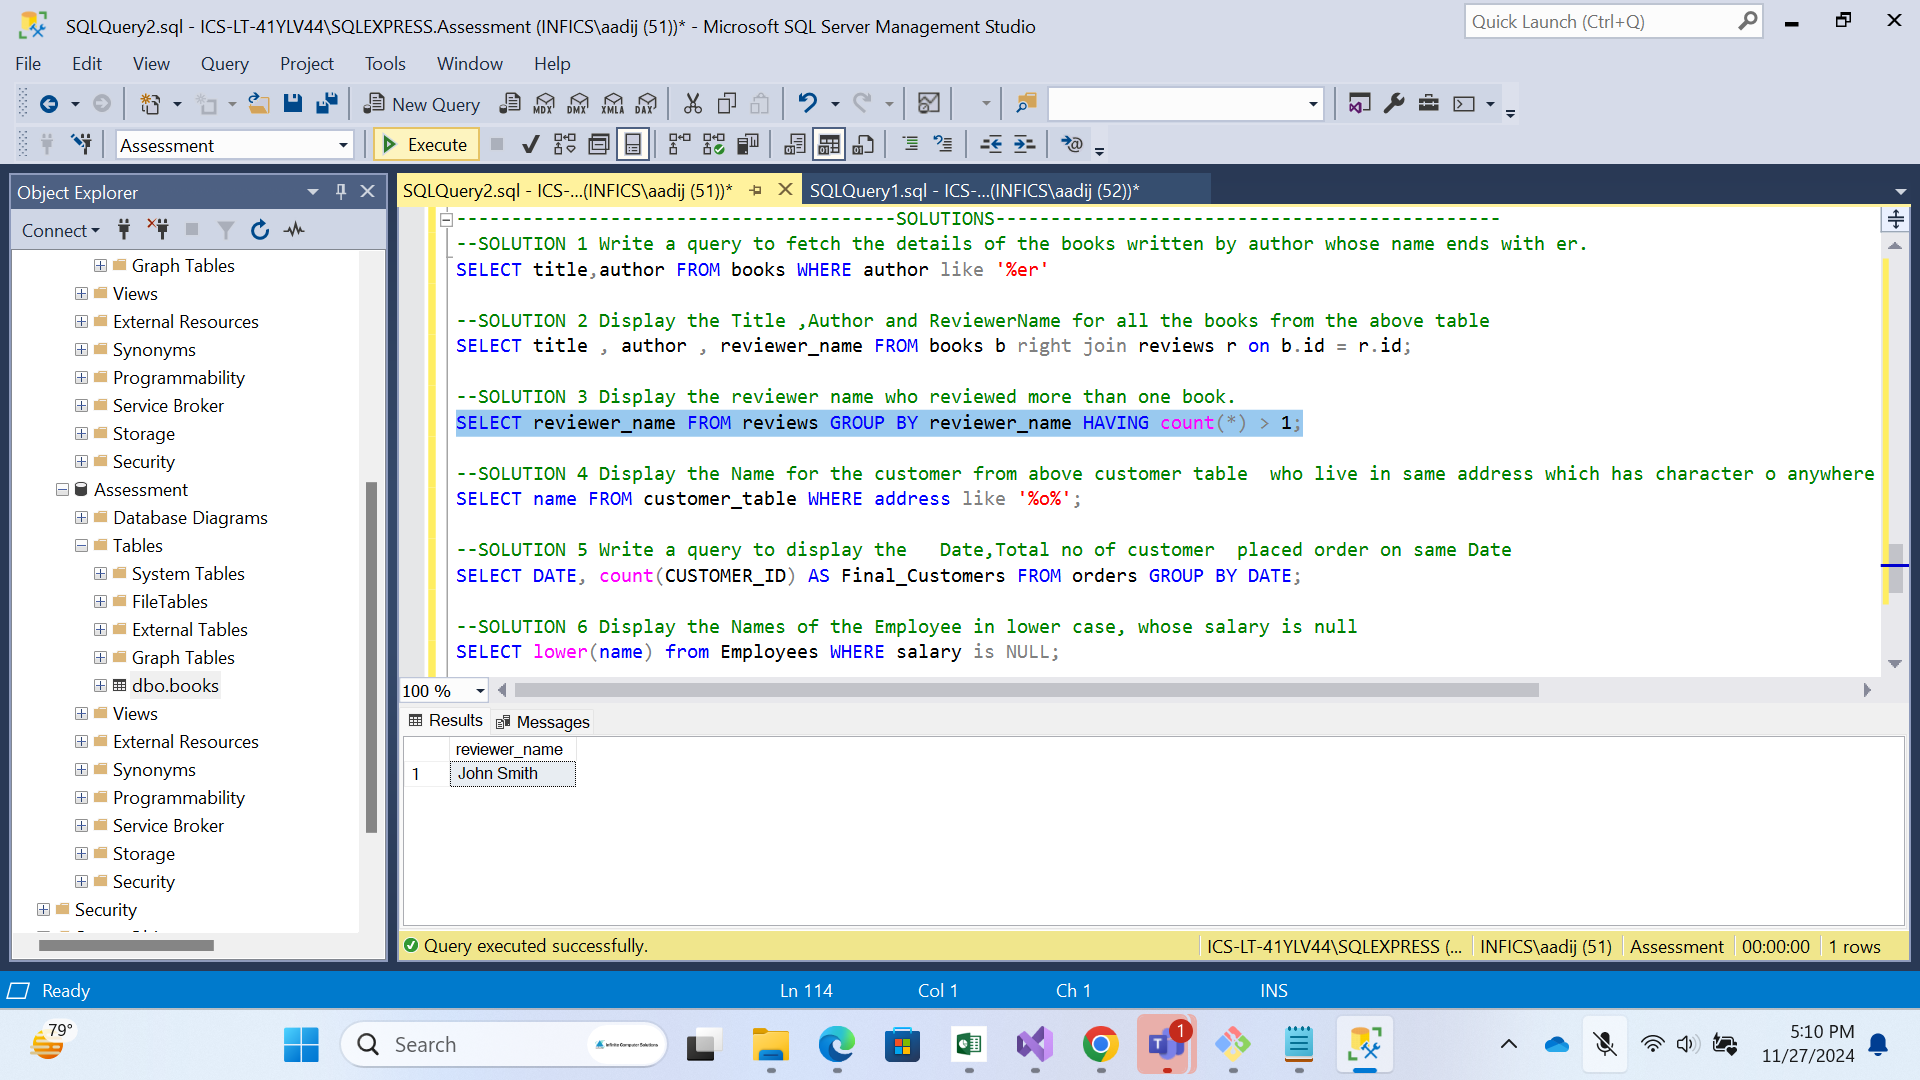 SQLQuery2.sql - ICS-LT-41YLV44\SQLEXPRESS.Assessment (INFICS\aadij (51))* - Microsoft SQL Server Management Studio
Quick Launch (Ctrl+Q)
File Edit View Query Project Tools Window Help
New Query MDX DMX XMLA DAX
Assessment Execute
Object Explorer
Connect
Graph Tables
Views
External Resources
Synonyms
Programmability
Service Broker
Storage
Security
Assessment
Database Diagrams
Tables
System Tables
FileTables
External Tables
Graph Tables
dbo.books
Views
External Resources
Synonyms
Programmability
Service Broker
Storage
Security
Security
SQLQuery2.sql - ICS-...(INFICS\aadij (51))* SQLQuery1.sql - ICS-...(INFICS\aadij (52))*
----------------------------------------SOLUTIONS----------------------------------------------
--SOLUTION 1 Write a query to fetch the details of the books written by author whose name ends with er.
SELECT title,author FROM books WHERE author like '%er'
--SOLUTION 2 Display the Title ,Author and ReviewerName for all the books from the above table
SELECT title , author , reviewer_name FROM books b right join reviews r on b.id = r.id;
--SOLUTION 3 Display the reviewer name who reviewed more than one book.
SELECT reviewer_name FROM reviews GROUP BY reviewer_name HAVING count(*) > 1;
--SOLUTION 4 Display the Name for the customer from above customer table  who live in same address which has character o anywhere
SELECT name FROM customer_table WHERE address like '%o%';
--SOLUTION 5 Write a query to display the   Date,Total no of customer  placed order on same Date
SELECT DATE, count(CUSTOMER_ID) AS Final_Customers FROM orders GROUP BY DATE;
--SOLUTION 6 Display the Names of the Employee in lower case, whose salary is null
SELECT lower(name) from Employees WHERE salary is NULL;
100 %
Results Messages
reviewer_name
1 John Smith
Query executed successfully. ICS-LT-41YLV44\SQLEXPRESS (... INFICS\aadij (51) Assessment 00:00:00 1 rows
Ready Ln 114 Col 1 Ch 1 INS
79°
Search
Infinite Computer Solutions
1
5:10 PM
11/27/2024